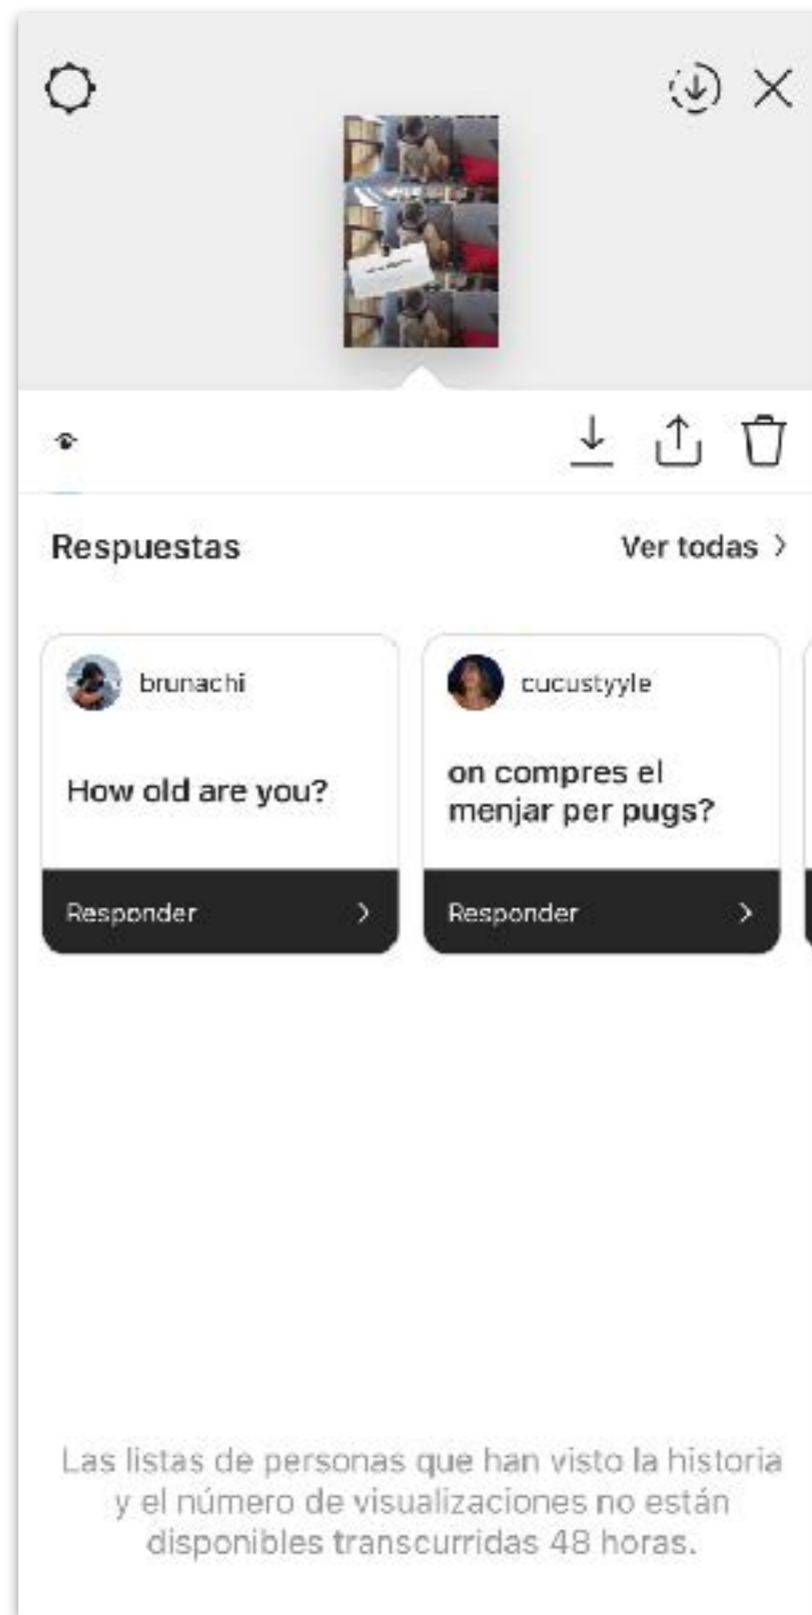 Respuestas
Ver todas
brunachi
How old are you?
Responder
cucustyyle
on compres el
menjar per pugs?
Responder
Las listas de personas que han visto la historia
y el número de visualizaciones no están
disponibles transcurridas 48 horas.